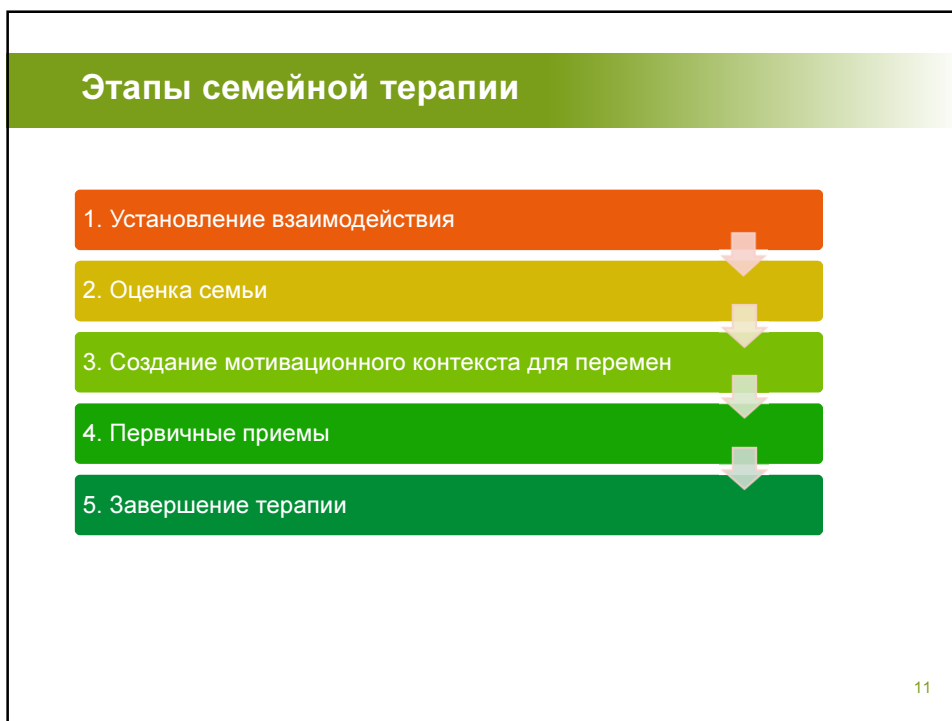 Этапы семейной терапии
1. Установление взаимодействия
2. Оценка семьи
3. Создание мотивационного контекста для перемен
4. Первичные приемы
5. Завершение терапии
11